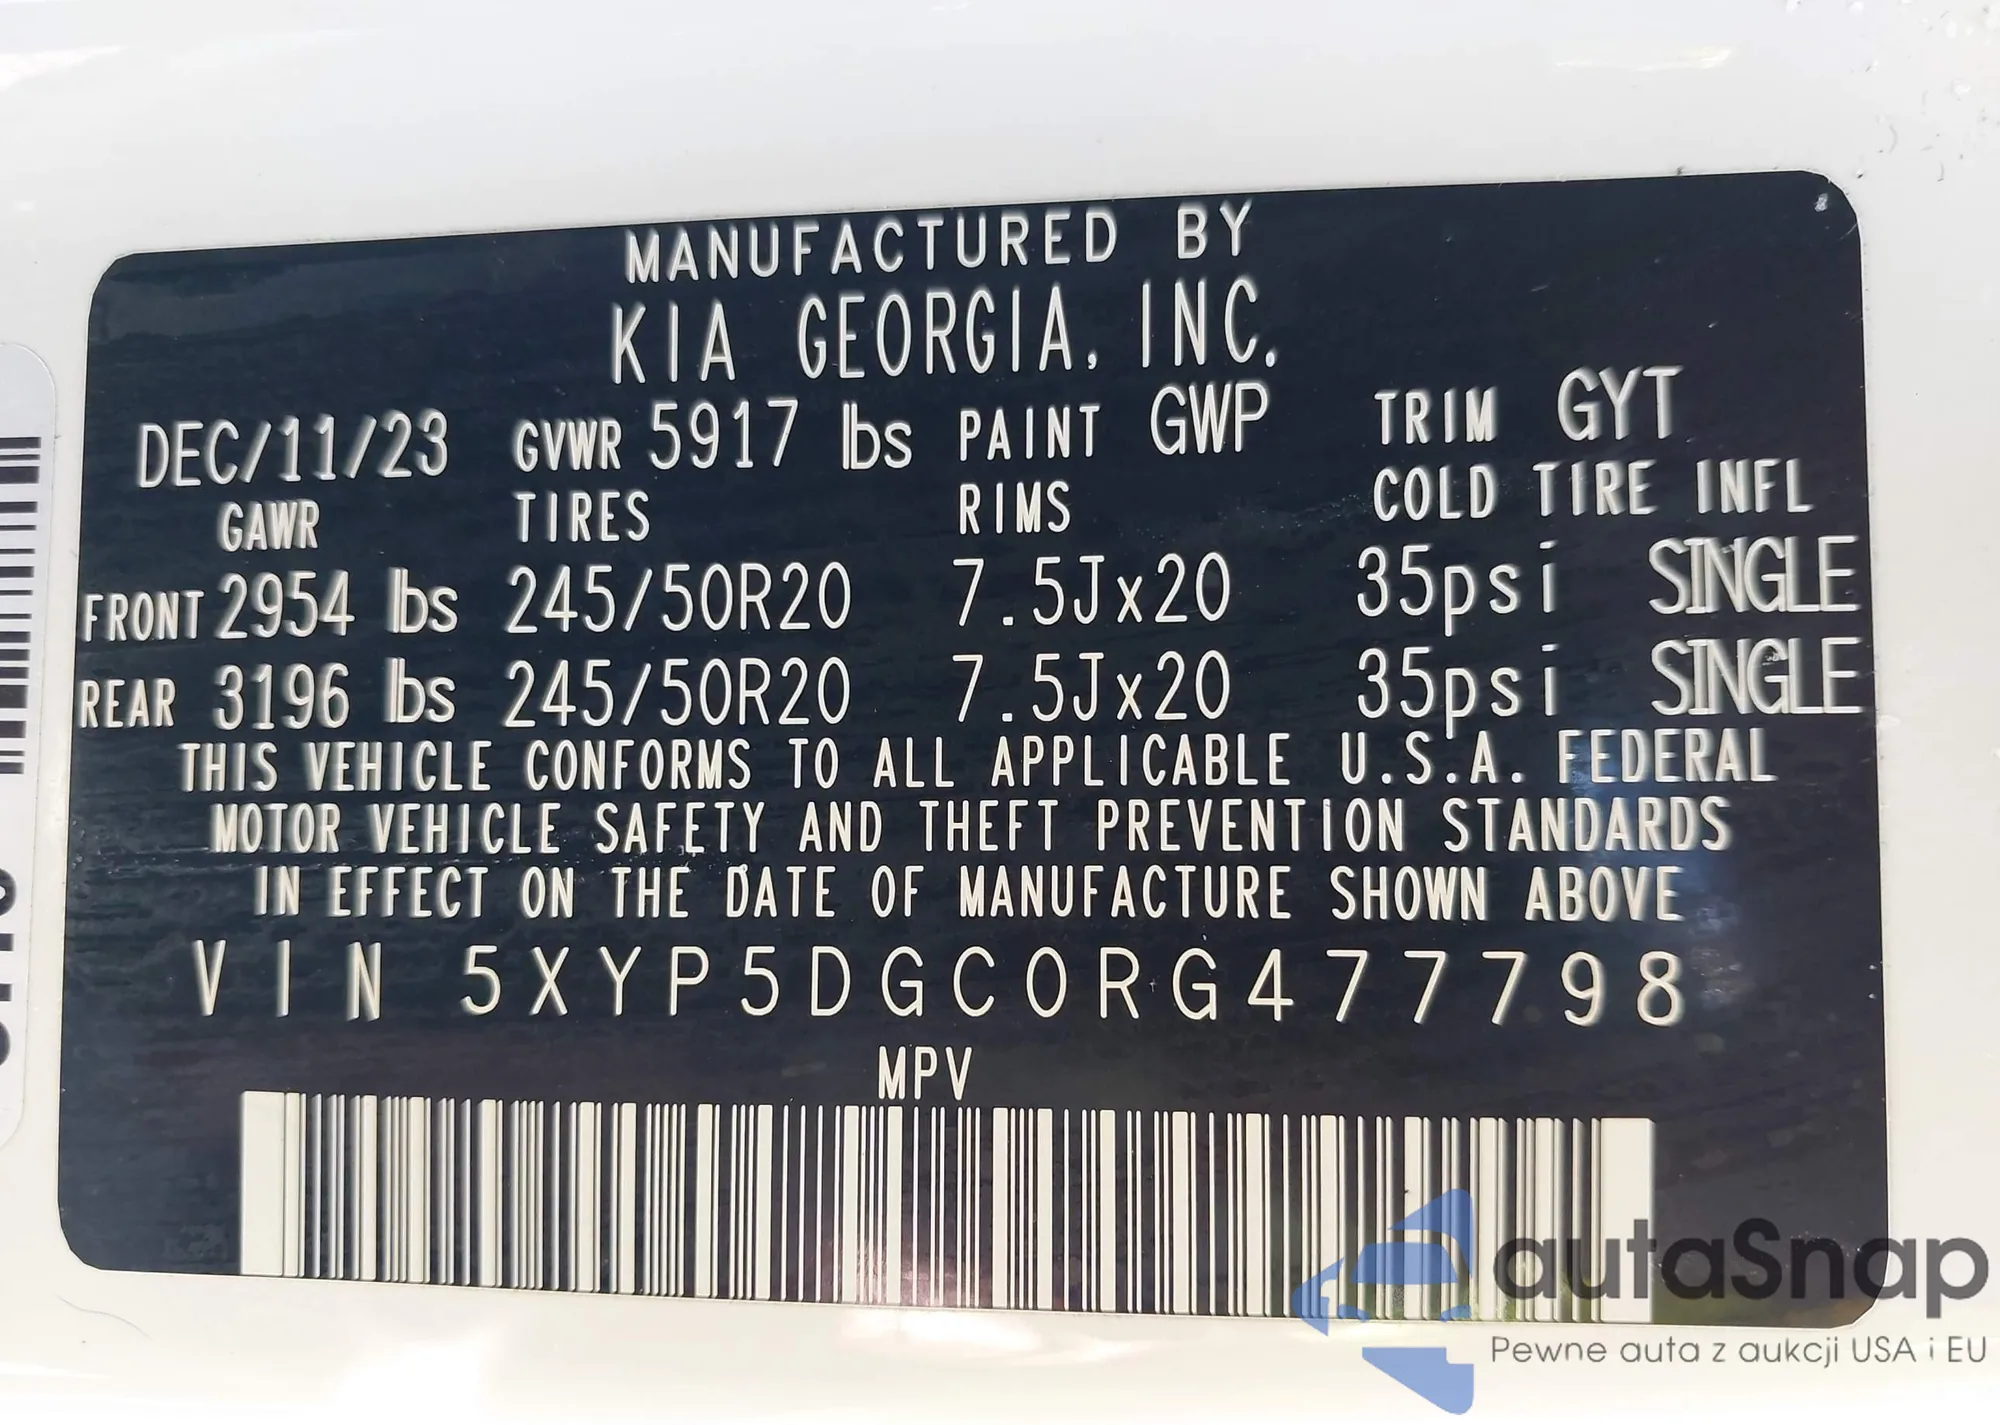 MANUFACTURED BY
KIA GEORGIA, INC.
DEC/11/23 GVWR 5917 lbs PAINT GWP TRIM GYT
GAWR TIRES RIMS COLD TIRE INFL
FRONT 2954 lbs 245/50R20 7.5Jx20 35psi SINGLE
REAR 3196 lbs 245/50R20 7.5Jx20 35psi SINGLE
THIS VEHICLE CONFORMS TO ALL APPLICABLE U.S.A. FEDERAL
MOTOR VEHICLE SAFETY AND THEFT PREVENTION STANDARDS
IN EFFECT ON THE DATE OF MANUFACTURE SHOWN ABOVE
VIN 5XYP5DGC0RG477798
MPV
autaSnap
Pewne auta z aukcji USA i EU